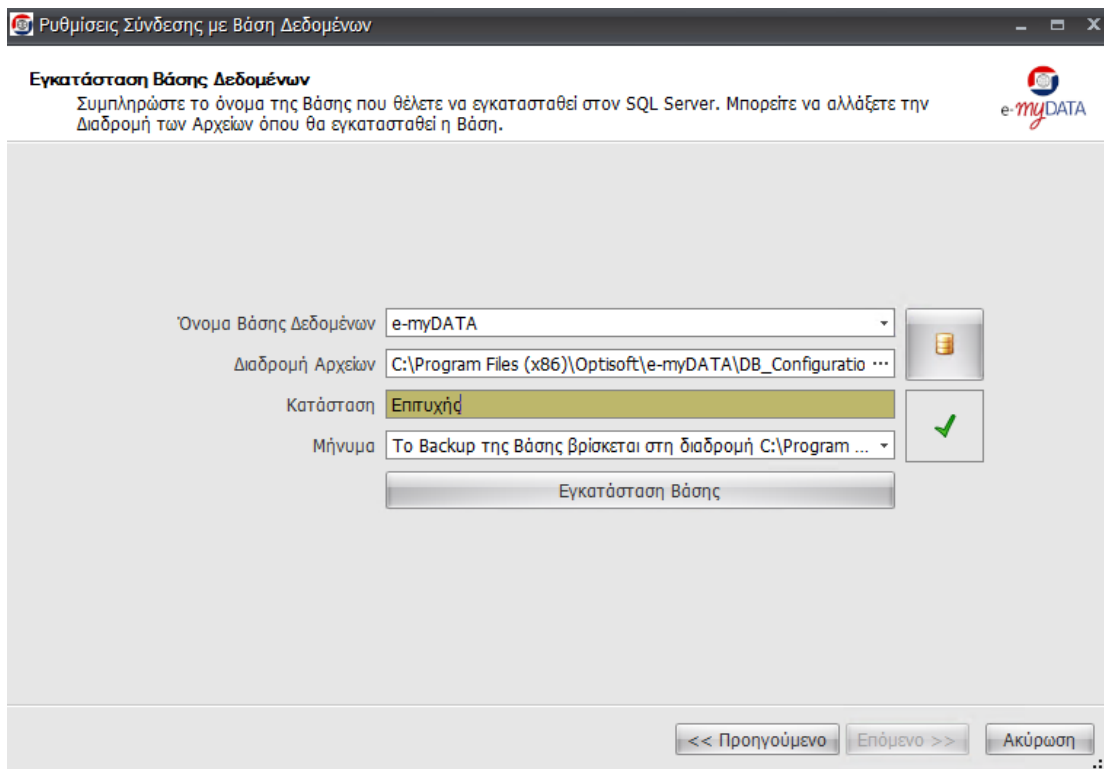 Ρυθμίσεις Σύνδεσης με Βάση Δεδομένων
Εγκατάσταση Βάσης Δεδομένων
Συμπληρώστε το όνομα της Βάσης που θέλετε να εγκατασταθεί στον SQL Server. Μπορείτε να αλλάξετε την
Διαδρομή των Αρχείων όπου θα εγκατασταθεί η Βάση.
e-myDATA
Όνομα Βάσης Δεδομένων e-myDATA
Διαδρομή Αρχείων C:\Program Files (x86)\Optisoft\e-myDATA\DB_Configuratio ...
Κατάσταση Επιτυχής
Μήνυμα Το Backup της Βάσης βρίσκεται στη διαδρομή C:\Program ...
Εγκατάσταση Βάσης
<< Προηγούμενο Επόμενο >> Ακύρωση